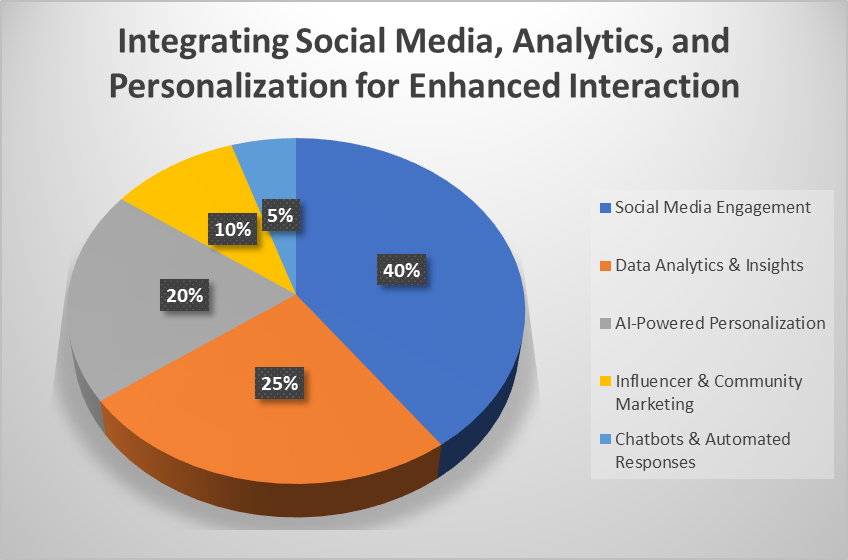 Integrating Social Media, Analytics, and
Personalization for Enhanced Interaction
5%
10%
40%
20%
25%
Social Media Engagement
Data Analytics & Insights
AI-Powered Personalization
Influencer & Community
Marketing
Chatbots & Automated
Responses